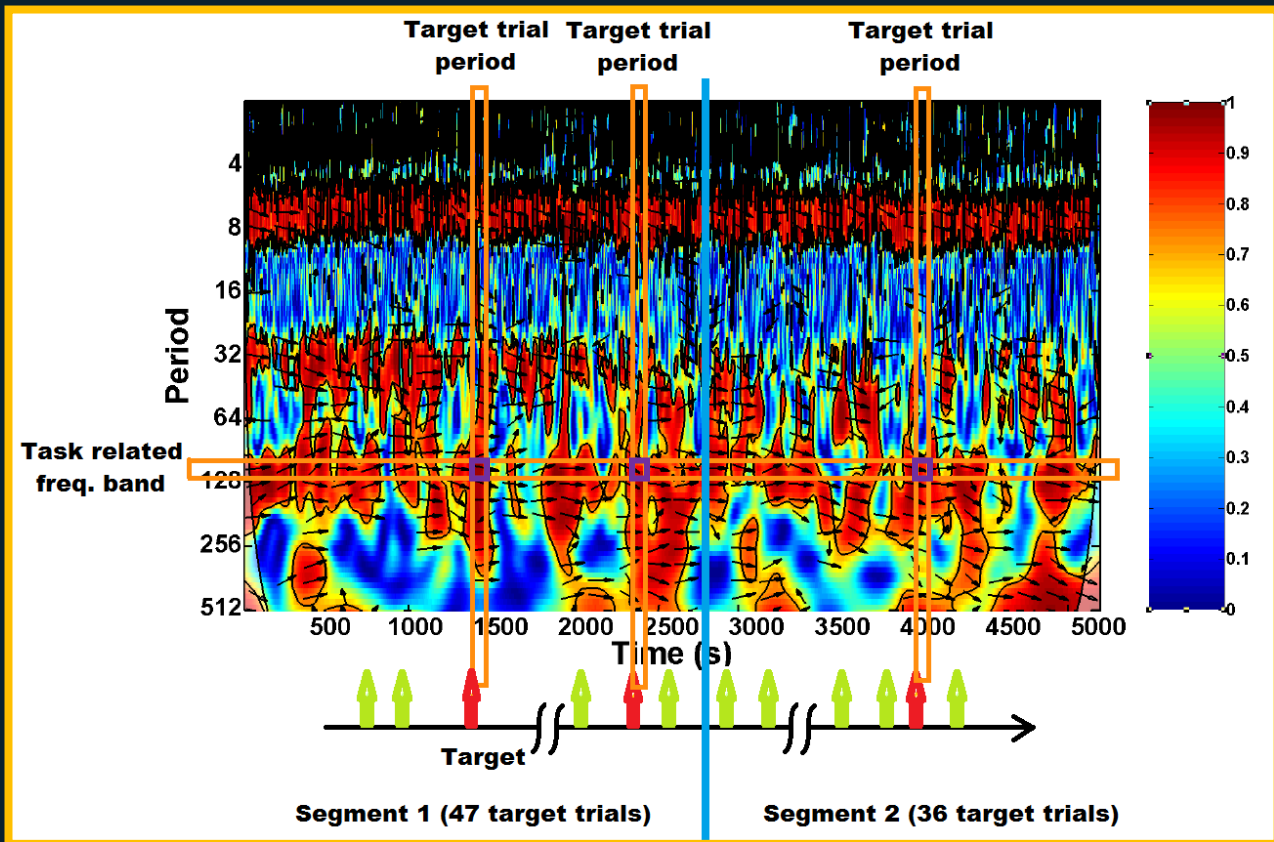 Target trial
period
Target trial
period
Target trial
period
Period
4
8
16
32
64
128
256
512
Task related
freq. band
500
1000
1500
2000
2500
3000
3500
4000
4500
5000
Time (s)
1
0.9
0.8
0.7
0.6
0.5
0.4
0.3
0.2
0.1
0
Target
Segment 1 (47 target trials)
Segment 2 (36 target trials)